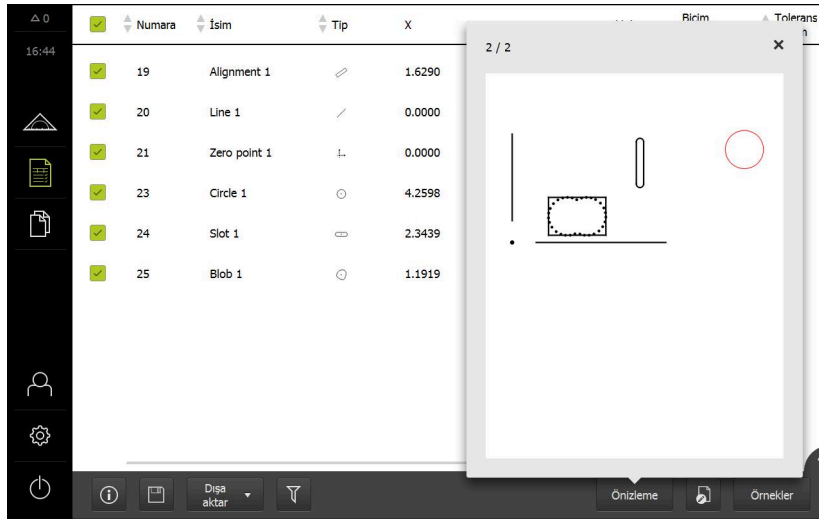 △ 0
16:44
Numara İsim Tip X Biçim Tolerans
2 / 2
19 Alignment 1 1.6290
20 Line 1 0.0000
21 Zero point 1 0.0000
23 Circle 1 4.2598
24 Slot 1 2.3439
25 Blob 1 1.1919
Dışa
aktar
Önizleme
Örnekler